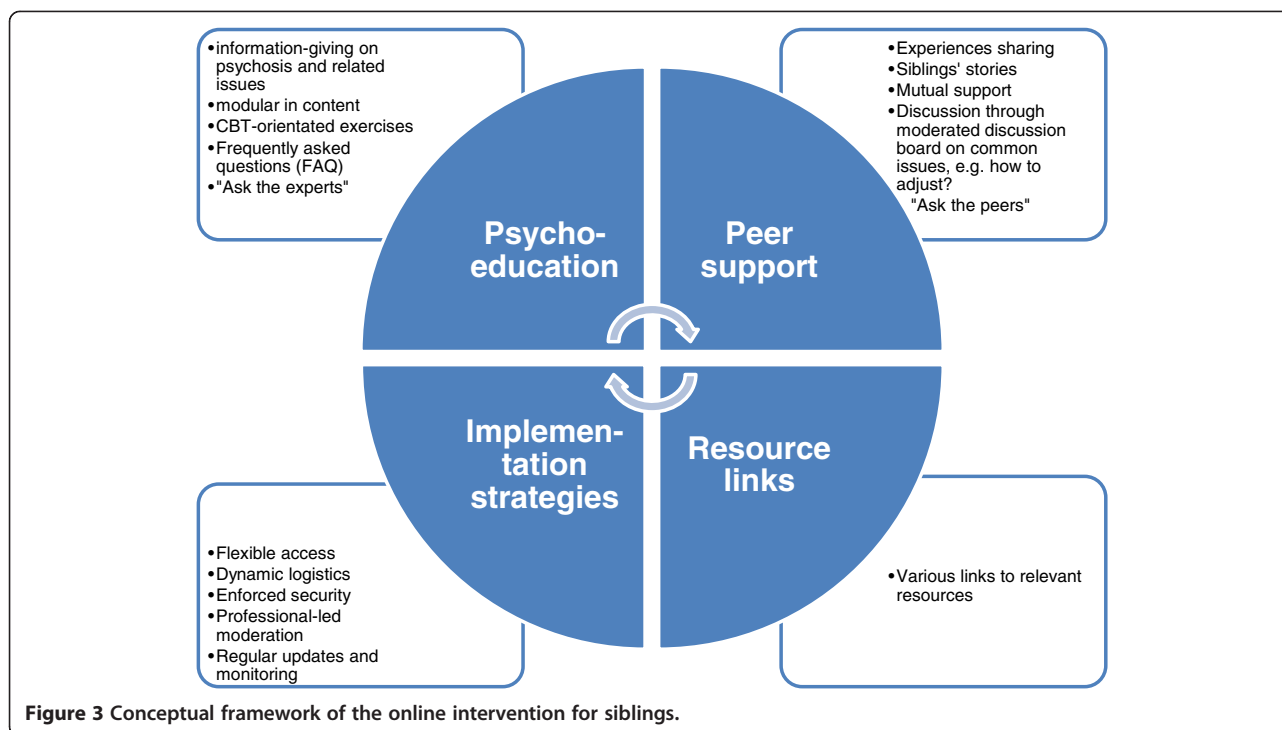 •information-giving on
psychosis and related
issues
•modular in content
•CBT-orientated exercises
•Frequently asked
questions (FAQ)
•"Ask the experts"
•Experiences sharing
•Siblings' stories
•Mutual support
•Discussion through
moderated discussion
board on common
issues, e.g. how to
adjust?
"Ask the peers"
Psycho-
education
Peer
support
Implemen-
tation
strategies
Resource
links
•Flexible access
•Dynamic logistics
•Enforced security
•Professional-led
moderation
•Regular updates and
monitoring
•Various links to relevant
resources
Figure 3 Conceptual framework of the online intervention for siblings.